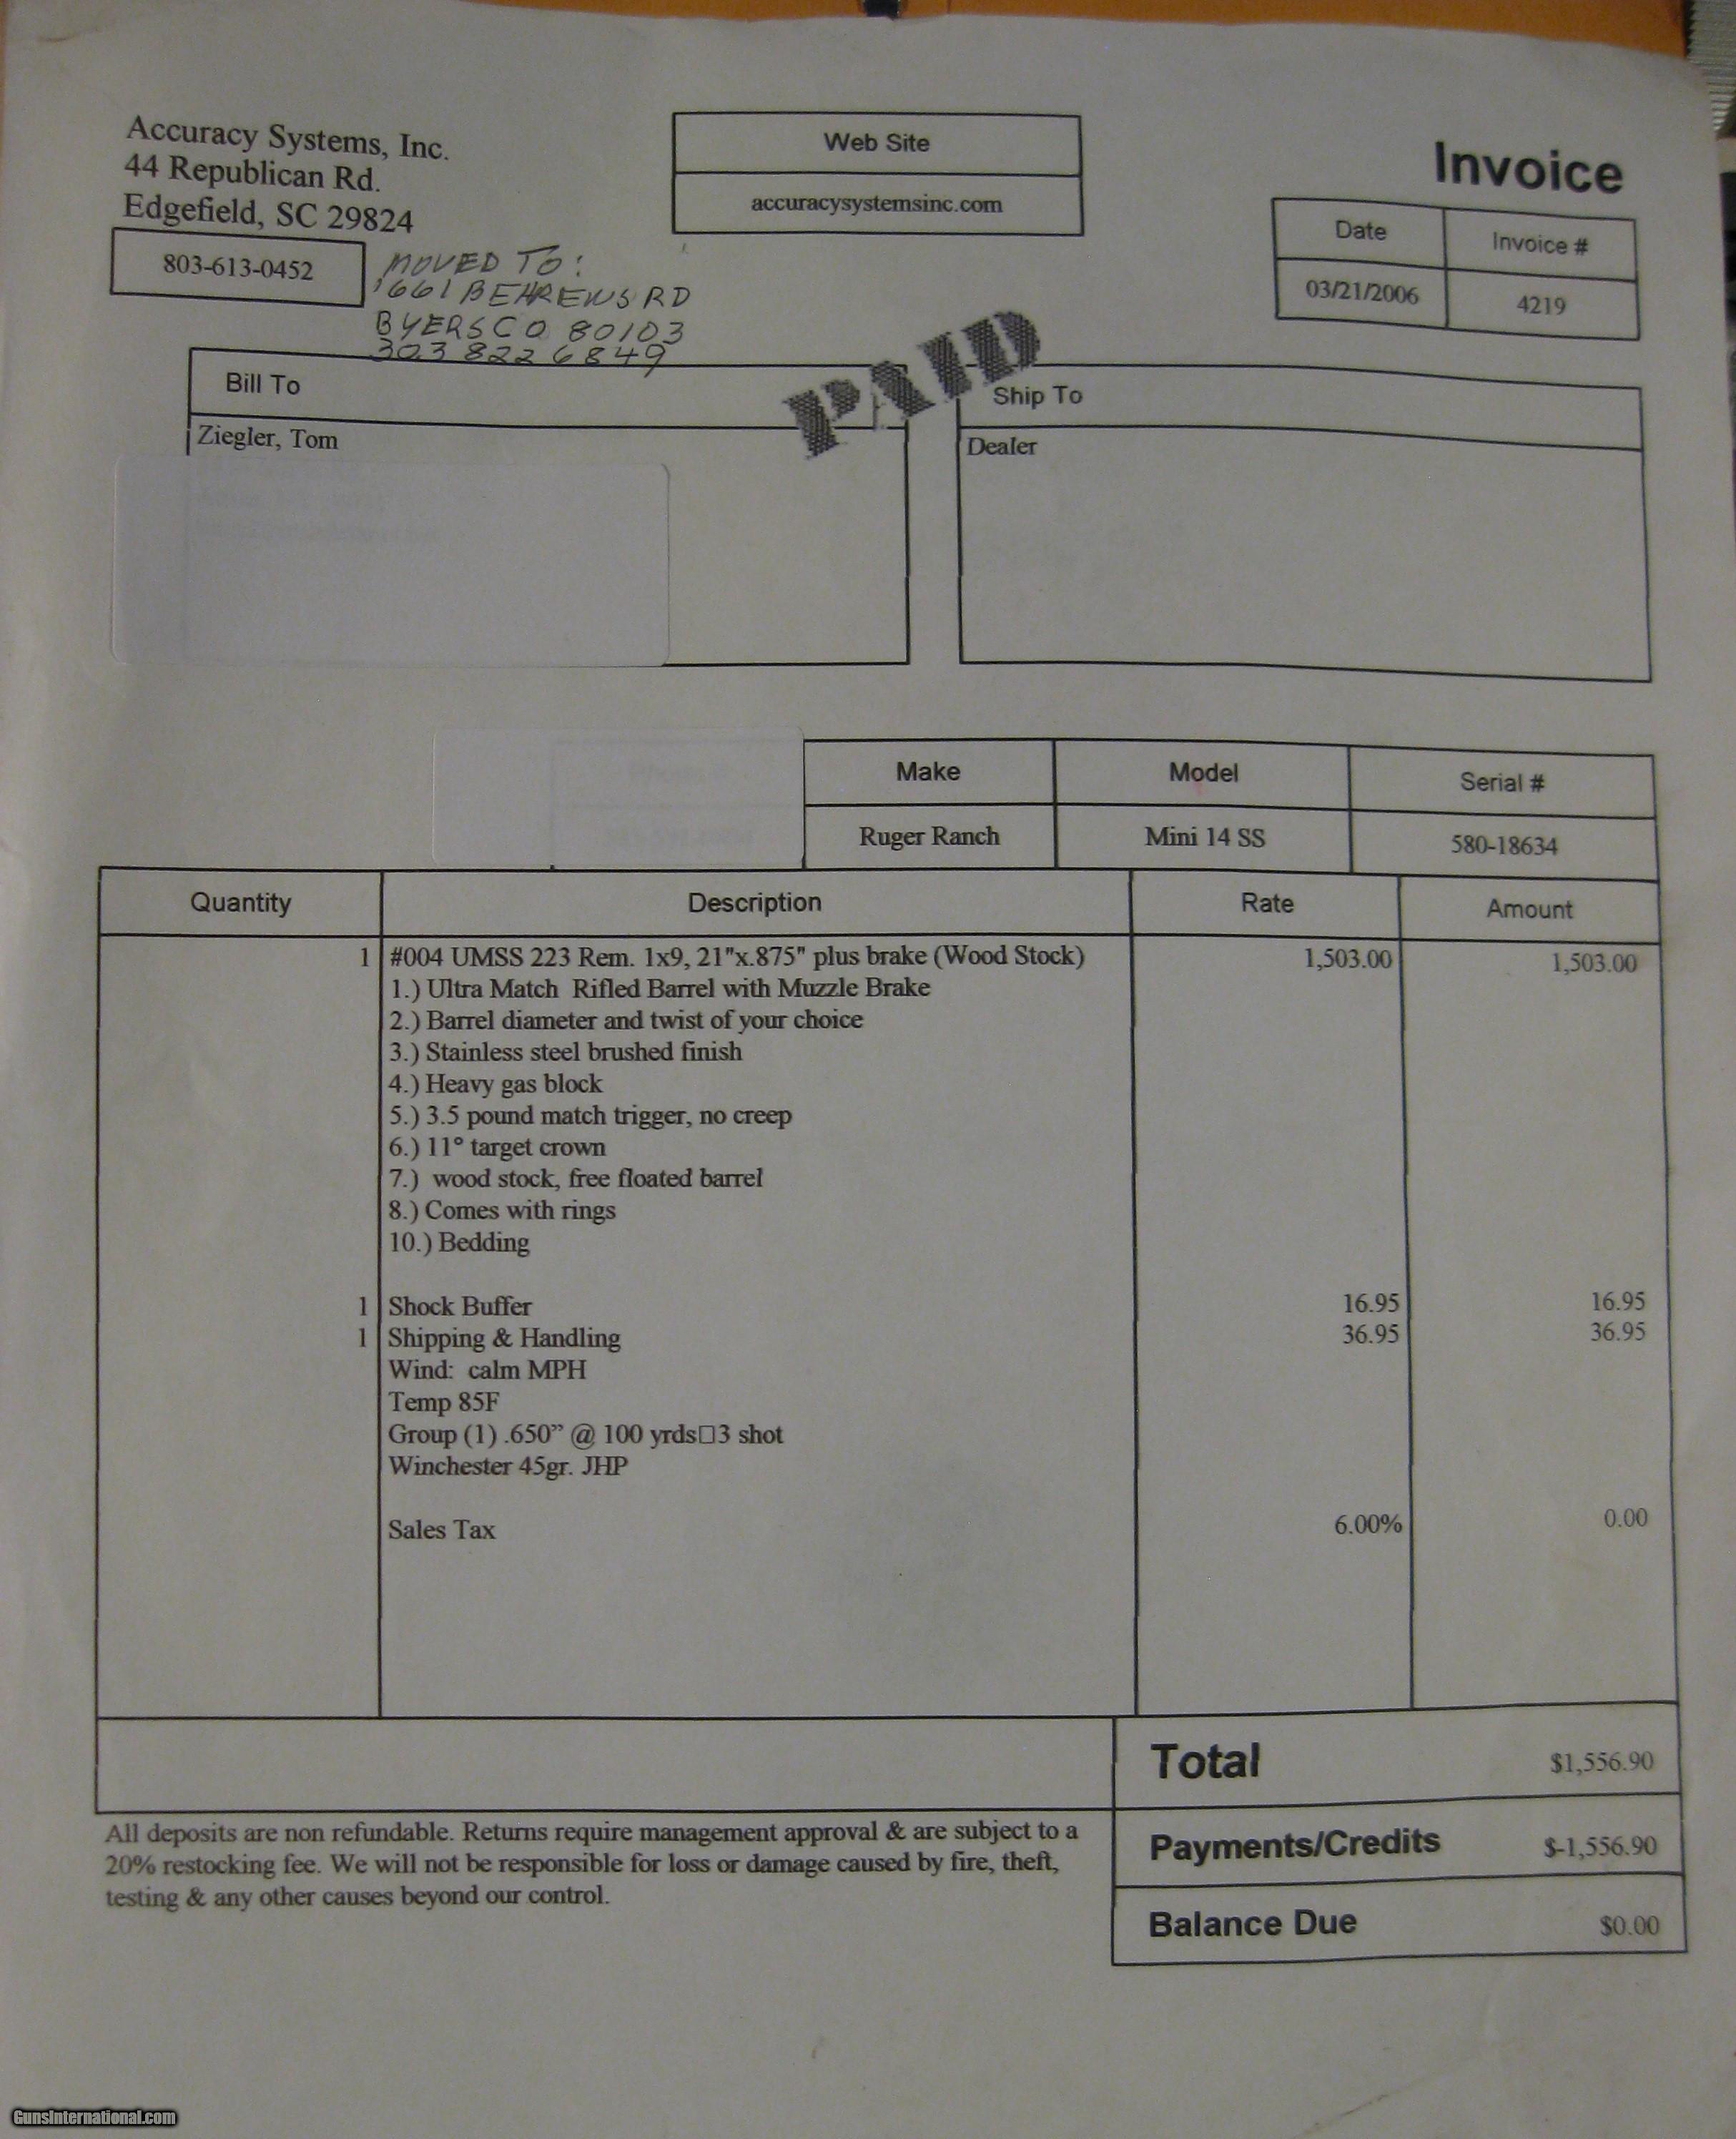 Accuracy Systems, Inc.
44 Republican Rd.
Edgefield, SC 29824
803-613-0452
MOVED TO:
1661 BEHRENS RD
BYERS CO 80103
303 822 6849
Web Site
accuracysystemsinc.com
Invoice
Date Invoice #
03/21/2006 4219
PAID
Bill To
Ziegler, Tom
Ship To
Dealer
Make Model Serial #
Ruger Ranch Mini 14 SS 580-18634
Quantity Description Rate Amount
1 #004 UMSS 223 Rem. 1x9, 21"x.875" plus brake (Wood Stock) 1,503.00 1,503.00
1.) Ultra Match Rifled Barrel with Muzzle Brake
2.) Barrel diameter and twist of your choice
3.) Stainless steel brushed finish
4.) Heavy gas block
5.) 3.5 pound match trigger, no creep
6.) 11° target crown
7.) wood stock, free floated barrel
8.) Comes with rings
10.) Bedding
1 Shock Buffer 16.95 16.95
1 Shipping & Handling 36.95 36.95
Wind: calm MPH
Temp 85F
Group (1) .650” @ 100 yrds□3 shot
Winchester 45gr. JHP
Sales Tax 6.00% 0.00
Total $1,556.90
Payments/Credits $-1,556.90
Balance Due $0.00
All deposits are non refundable. Returns require management approval & are subject to a
20% restocking fee. We will not be responsible for loss or damage caused by fire, theft,
testing & any other causes beyond our control.
GunsInternational.com